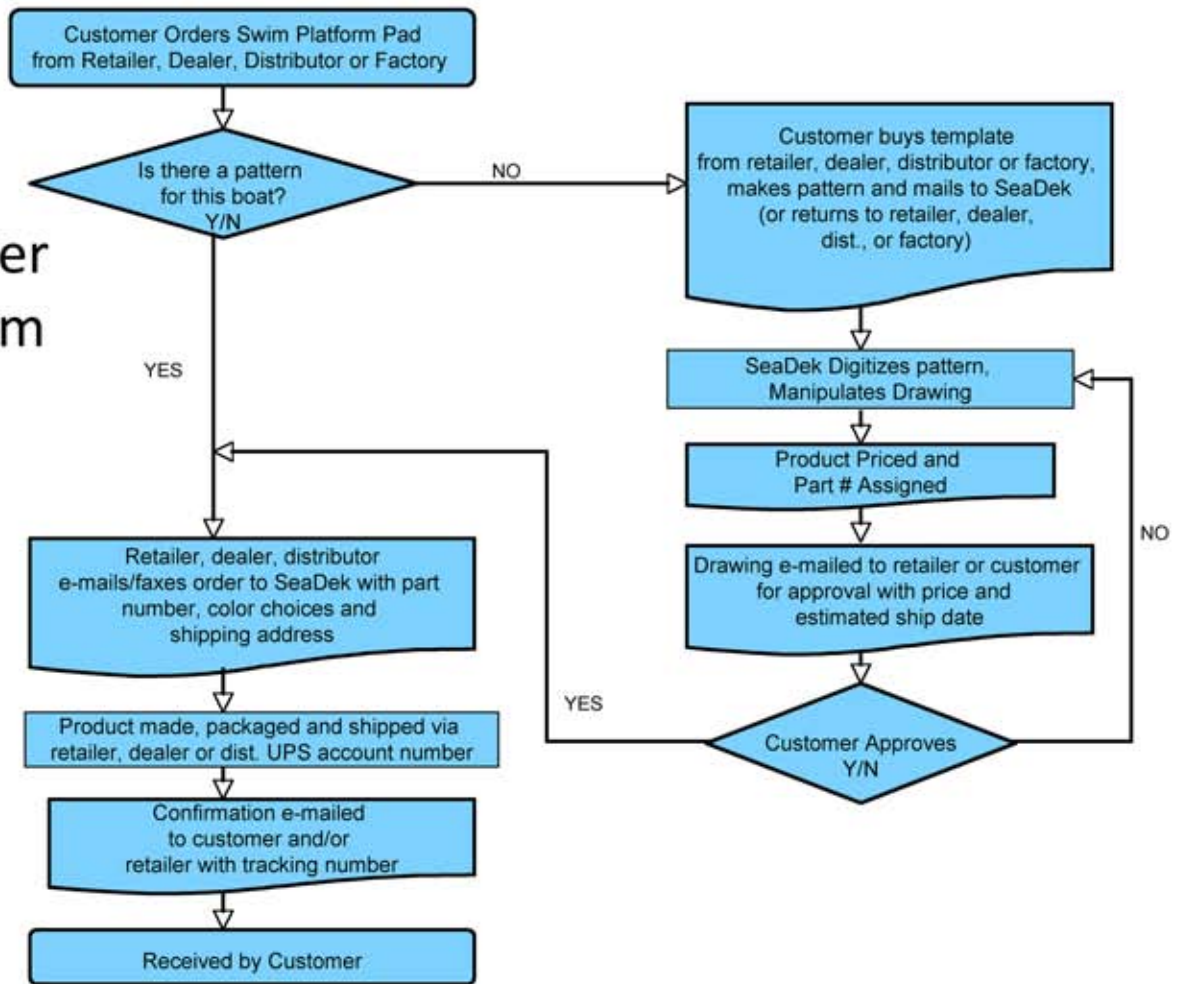 Customer Orders Swim Platform Pad
from Retailer, Dealer, Distributor or Factory
Is there a pattern
for this boat?
Y/N
NO
Customer buys template
from retailer, dealer, distributor or factory,
makes pattern and mails to SeaDek
(or returns to retailer, dealer,
dist., or factory)
er
m
YES
SeaDek Digitizes pattern,
Manipulates Drawing
Product Priced and
Part # Assigned
NO
Drawing e-mailed to retailer or customer
for approval with price and
estimated ship date
Retailer, dealer, distributor
e-mails/faxes order to SeaDek with part
number, color choices and
shipping address
YES
Customer Approves
Y/N
Product made, packaged and shipped via
retailer, dealer or dist. UPS account number
Confirmation e-mailed
to customer and/or
retailer with tracking number
Received by Customer